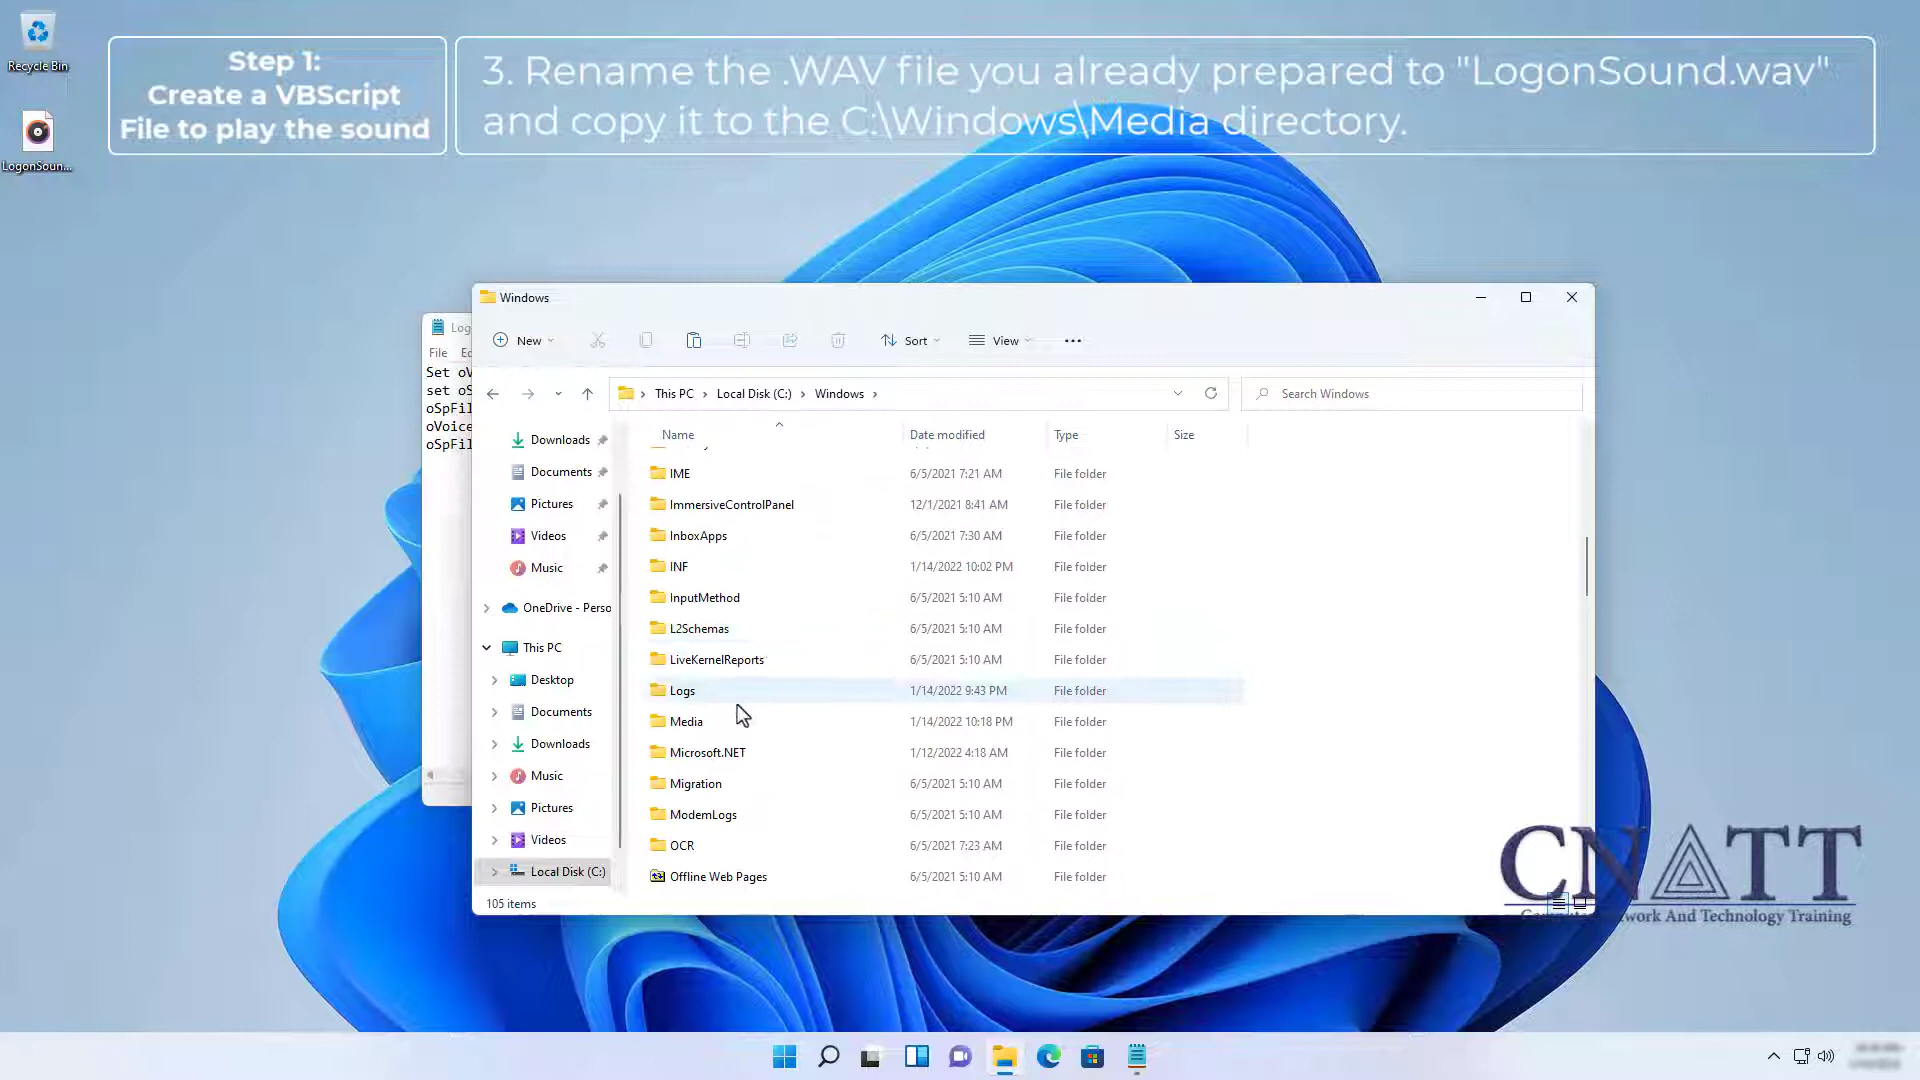 Recycle Bin
LogonSoun...
Step 1:
Create a VBScript
File to play the sound
3. Rename the .WAV file you already prepared to "LogonSound.wav"
and copy it to the C:\Windows\Media directory.
Log
File Ed
Set oV
set oS
oSpFil
oVoice
oSpFil
Windows
New
Sort
View
This PC
Local Disk (C:)
Windows
Search Windows
Downloads
Documents
Pictures
Videos
Music
OneDrive - Perso
This PC
Desktop
Documents
Downloads
Music
Pictures
Videos
Local Disk (C:)
Name Date modified Type Size
IME 6/5/2021 7:21 AM File folder
ImmersiveControlPanel 12/1/2021 8:41 AM File folder
InboxApps 6/5/2021 7:30 AM File folder
INF 1/14/2022 10:02 PM File folder
InputMethod 6/5/2021 5:10 AM File folder
L2Schemas 6/5/2021 5:10 AM File folder
LiveKernelReports 6/5/2021 5:10 AM File folder
Logs 1/14/2022 9:43 PM File folder
Media 1/14/2022 10:18 PM File folder
Microsoft.NET 1/12/2022 4:18 AM File folder
Migration 6/5/2021 5:10 AM File folder
ModemLogs 6/5/2021 5:10 AM File folder
OCR 6/5/2021 7:23 AM File folder
Offline Web Pages 6/5/2021 5:10 AM File folder
105 items
CNATT
And Technology Training